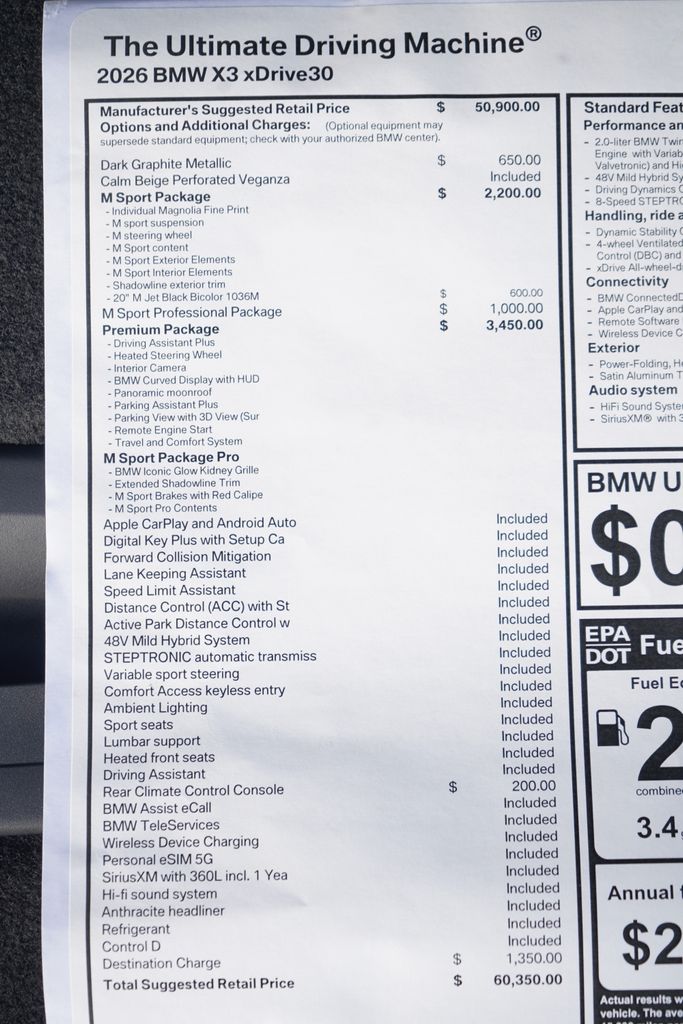 The Ultimate Driving Machine®
2026 BMW X3 xDrive30
Manufacturer's Suggested Retail Price $ 50,900.00
Options and Additional Charges: (Optional equipment may
supersede standard equipment; check with your authorized BMW center).
Dark Graphite Metallic $ 650.00
Calm Beige Perforated Veganza Included
M Sport Package $ 2,200.00
- Individual Magnolia Fine Print
- M sport suspension
- M steering wheel
- M Sport content
- M Sport Exterior Elements
- M Sport Interior Elements
- Shadowline exterior trim
- 20" M Jet Black Bicolor 1036M $ 600.00
M Sport Professional Package $ 1,000.00
Premium Package $ 3,450.00
- Driving Assistant Plus
- Heated Steering Wheel
- Interior Camera
- BMW Curved Display with HUD
- Panoramic moonroof
- Parking Assistant Plus
- Parking View with 3D View (Sur
- Remote Engine Start
- Travel and Comfort System
M Sport Package Pro
- BMW Iconic Glow Kidney Grille
- Extended Shadowline Trim
- M Sport Brakes with Red Calipe
- M Sport Pro Contents
Apple CarPlay and Android Auto Included
Digital Key Plus with Setup Ca Included
Forward Collision Mitigation Included
Lane Keeping Assistant Included
Speed Limit Assistant Included
Distance Control (ACC) with St Included
Active Park Distance Control w Included
48V Mild Hybrid System Included
STEPTRONIC automatic transmiss Included
Variable sport steering Included
Comfort Access keyless entry Included
Ambient Lighting Included
Sport seats Included
Lumbar support Included
Heated front seats Included
Driving Assistant Included
Rear Climate Control Console $ 200.00
BMW Assist eCall Included
BMW TeleServices Included
Wireless Device Charging Included
Personal eSIM 5G Included
SiriusXM with 360L incl. 1 Yea Included
Hi-fi sound system Included
Anthracite headliner Included
Refrigerant Included
Control D Included
Destination Charge $ 1,350.00
Total Suggested Retail Price $ 60,350.00
Standard Feat
Performance an
- 2.0-liter BMW Twin
Engine with Variab
Valvetronic) and Hi
- 48V Mild Hybrid Sy
- Driving Dynamics C
- 8-Speed STEPTRO
Handling, ride a
- Dynamic Stability C
- 4-wheel Ventilated
Control (DBC) and
- xDrive All-wheel-d
Connectivity
- BMW ConnectedD
- Apple CarPlay and
- Remote Software
- Wireless Device C
Exterior
- Power-Folding, He
- Satin Aluminum T
Audio system
- HiFi Sound Syste
- SiriusXM® with 3
BMW U
$0
EPA
DOT Fue
Fuel Ec
2
combine
3.4
Annual f
$2
Actual results w
vehicle. The ave